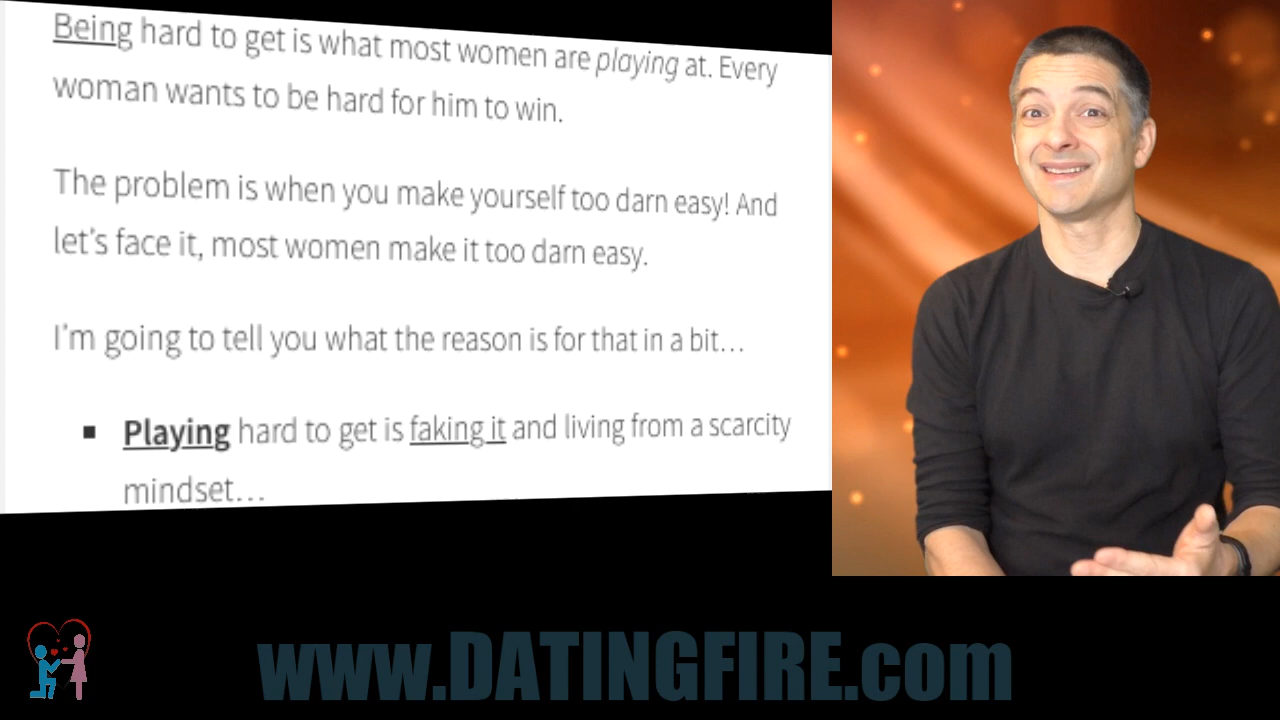 Being hard to get is what most women are playing at. Every
woman wants to be hard for him to win.
The problem is when you make yourself too darn easy! And
let's face it, most women make it too darn easy.
I'm going to tell you what the reason is for that in a bit...
▪ Playing hard to get is faking it and living from a scarcity
mindset...
www.DATINGFIRE.com